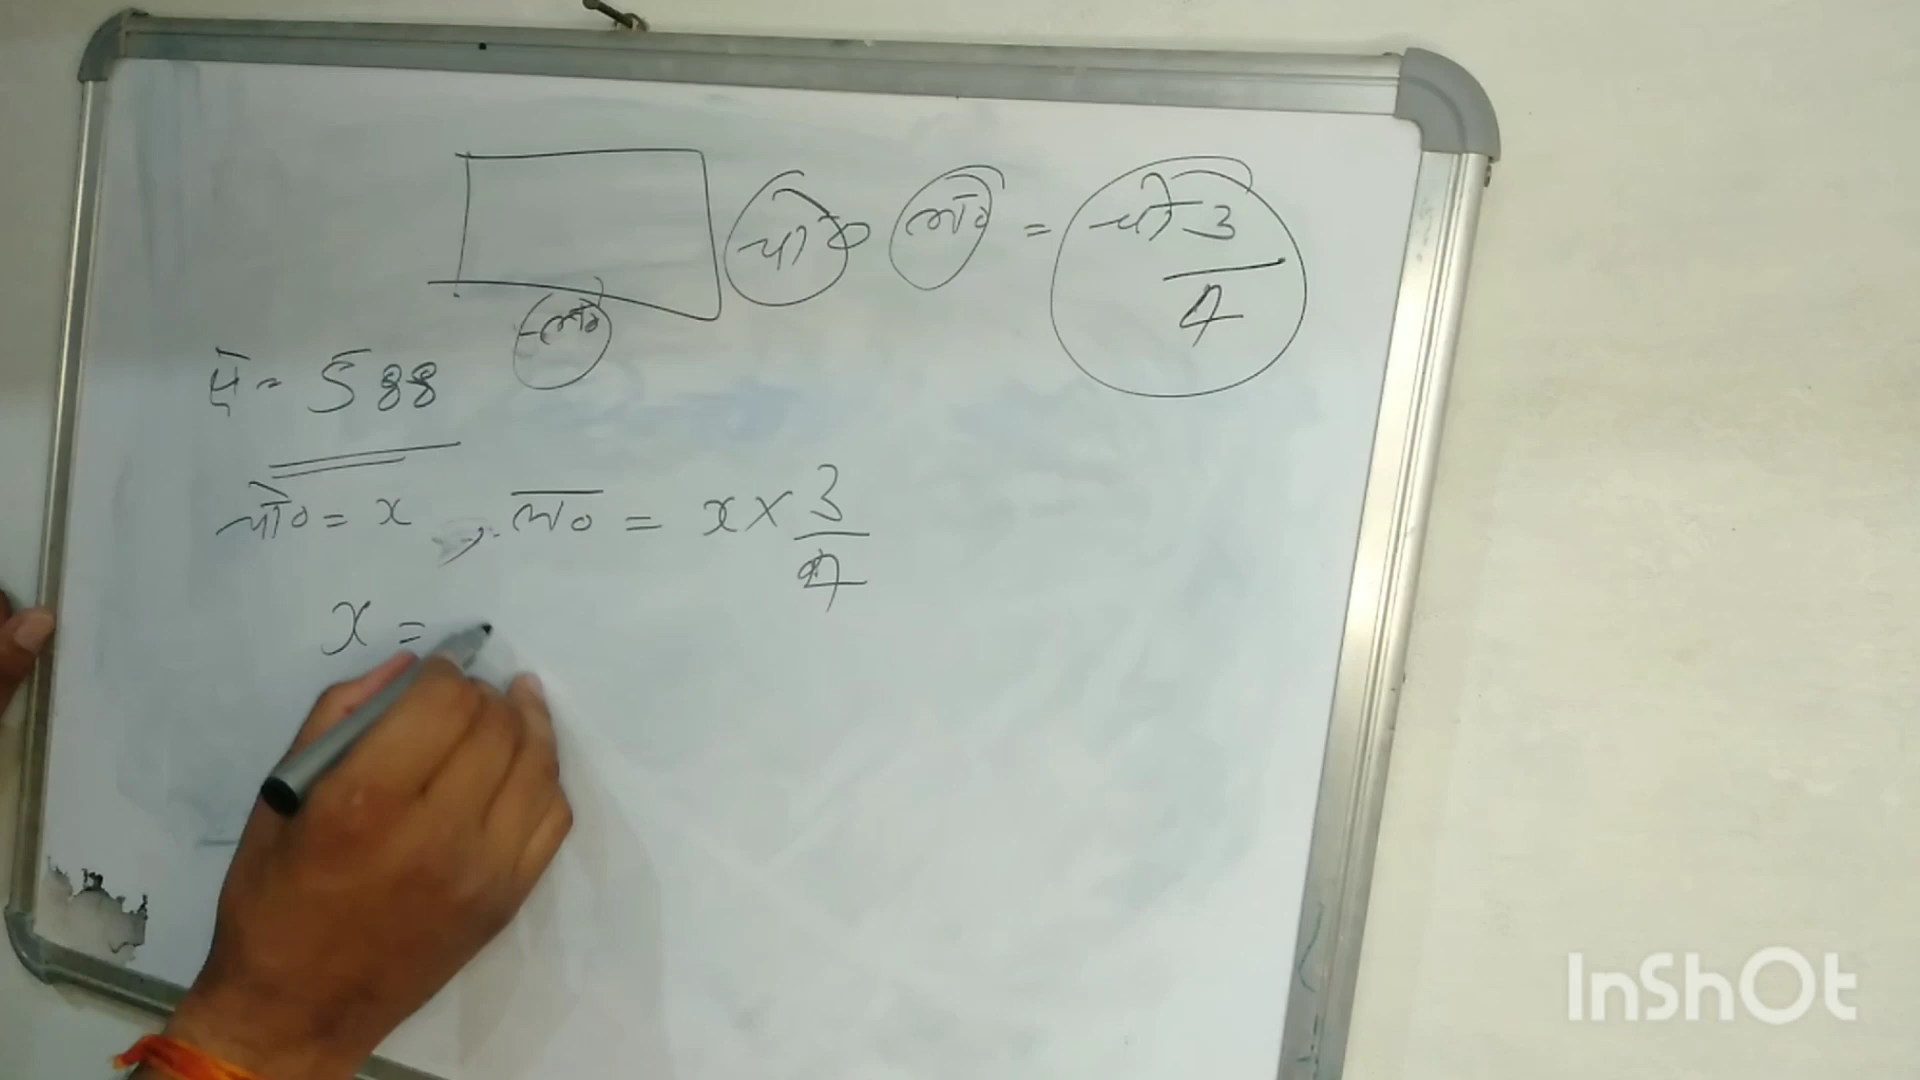 चौ० लं० = चौ 3/4
लं०
क्षे = 588
चौ० = x , लं० = x × 3/4
x =
InShOt